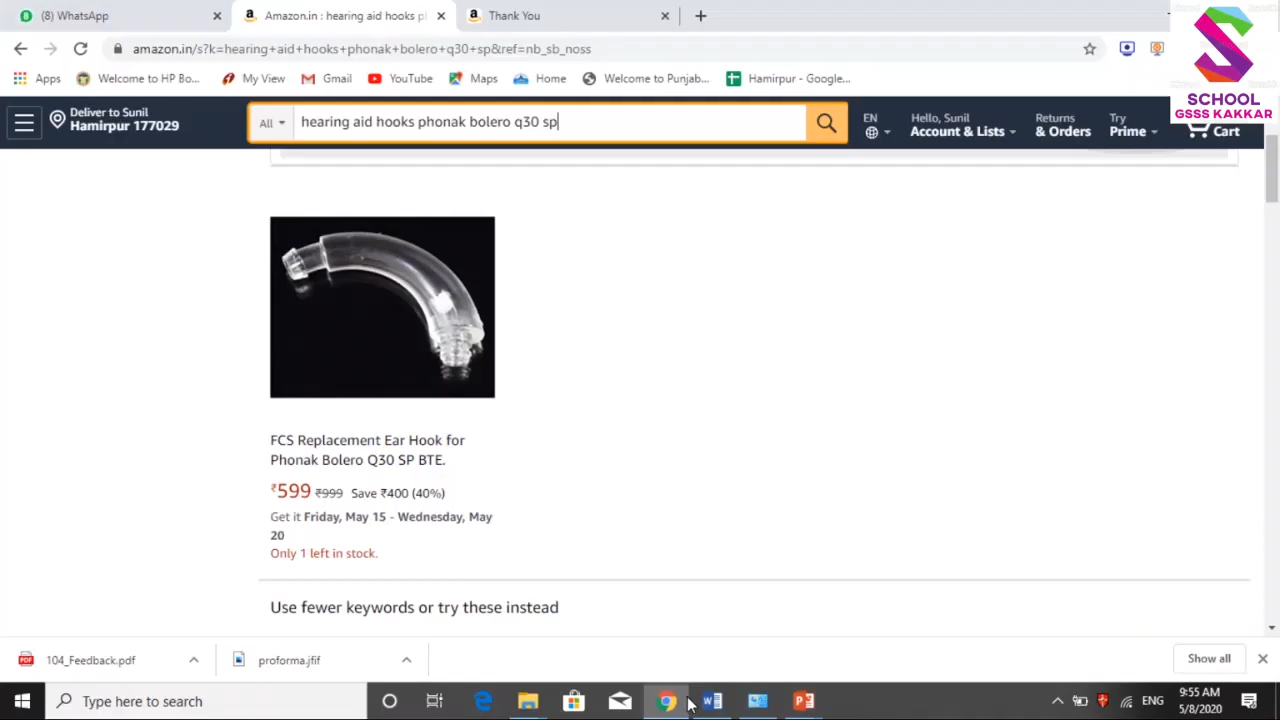 (8) WhatsApp
Amazon.in : hearing aid hooks pl
Thank You
amazon.in/s?k=hearing+aid+hooks+phonak+bolero+q30+sp&ref=nb_sb_noss
Apps
Welcome to HP Bo...
My View
Gmail
YouTube
Maps
Home
Welcome to Punjab...
Hamirpur - Google...
SCHOOL
GSSS KAKKAR
Deliver to Sunil
Hamirpur 177029
All
hearing aid hooks phonak bolero q30 sp
EN
Hello, Sunil
Account & Lists
Returns
& Orders
Try
Prime
Cart
FCS Replacement Ear Hook for
Phonak Bolero Q30 SP BTE.
₹599 ₹999 Save ₹400 (40%)
Get it Friday, May 15 - Wednesday, May
20
Only 1 left in stock.
Use fewer keywords or try these instead
104_Feedback.pdf
proforma.jfif
Show all
Type here to search
ENG
9:55 AM
5/8/2020